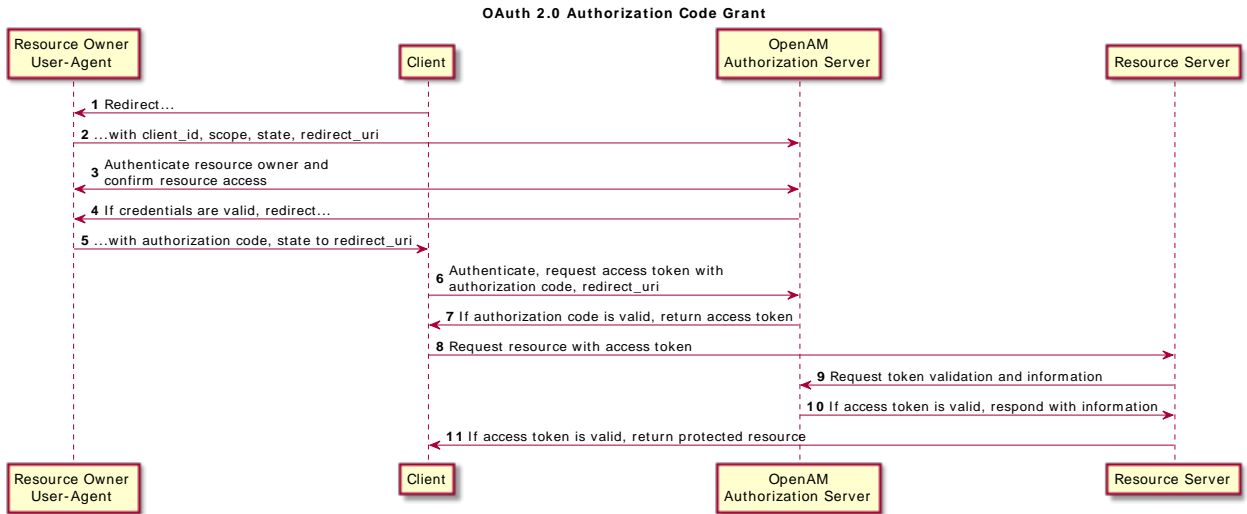 OAuth 2.0 Authorization Code Grant
Resource Owner
User-Agent
Client
OpenAM
Authorization Server
Resource Server
1 Redirect...
2 ...with client_id, scope, state, redirect_uri
3 Authenticate resource owner and
confirm resource access
4 If credentials are valid, redirect...
5 ...with authorization code, state to redirect_uri
6 Authenticate, request access token with
authorization code, redirect_uri
7 If authorization code is valid, return access token
8 Request resource with access token
9 Request token validation and information
10 If access token is valid, respond with information
11 If access token is valid, return protected resource
Resource Owner
User-Agent
Client
OpenAM
Authorization Server
Resource Server